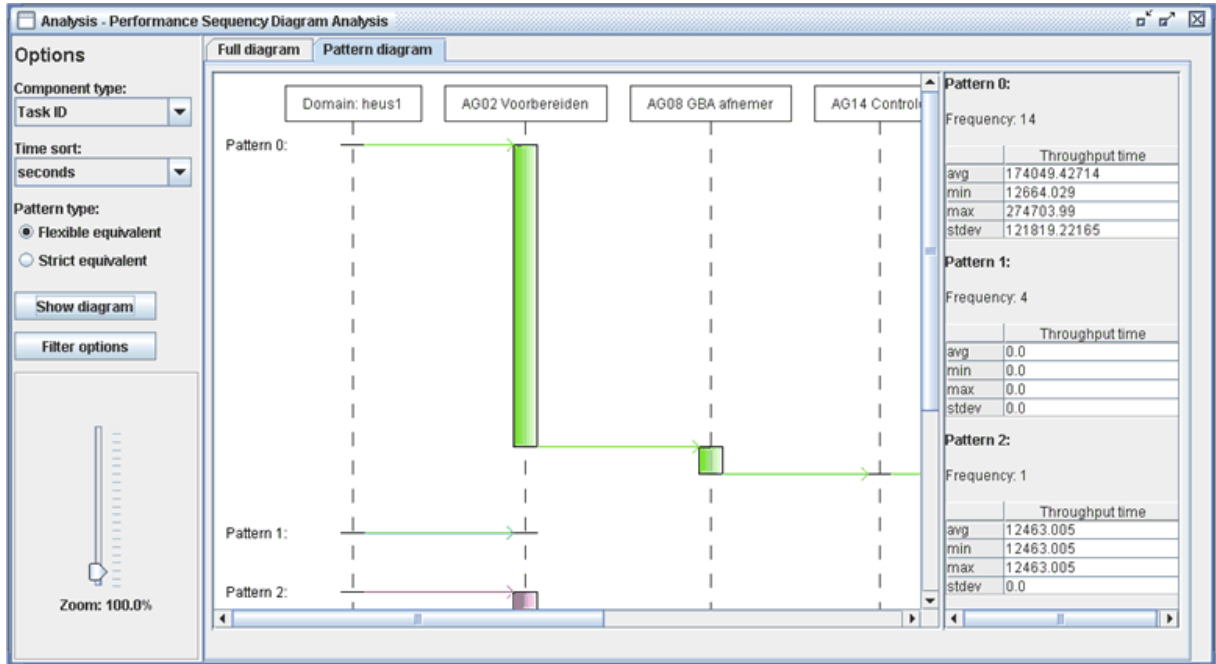 Analysis - Performance Sequency Diagram Analysis
Options
Component type:
Task ID
Time sort:
seconds
Pattern type:
Flexible equivalent
Strict equivalent
Show diagram
Filter options
Zoom: 100.0%
Full diagram Pattern diagram
Domain: heus1 AG02 Voorbereiden AG08 GBA afnemer AG14 Control
Pattern 0:
Pattern 1:
Pattern 2:
Pattern 0:
Frequency: 14
Throughput time
avg 174049.42714
min 12664.029
max 274703.99
stdev 121819.22165
Pattern 1:
Frequency: 4
Throughput time
avg 0.0
min 0.0
max 0.0
stdev 0.0
Pattern 2:
Frequency: 1
Throughput time
avg 12463.005
min 12463.005
max 12463.005
stdev 0.0